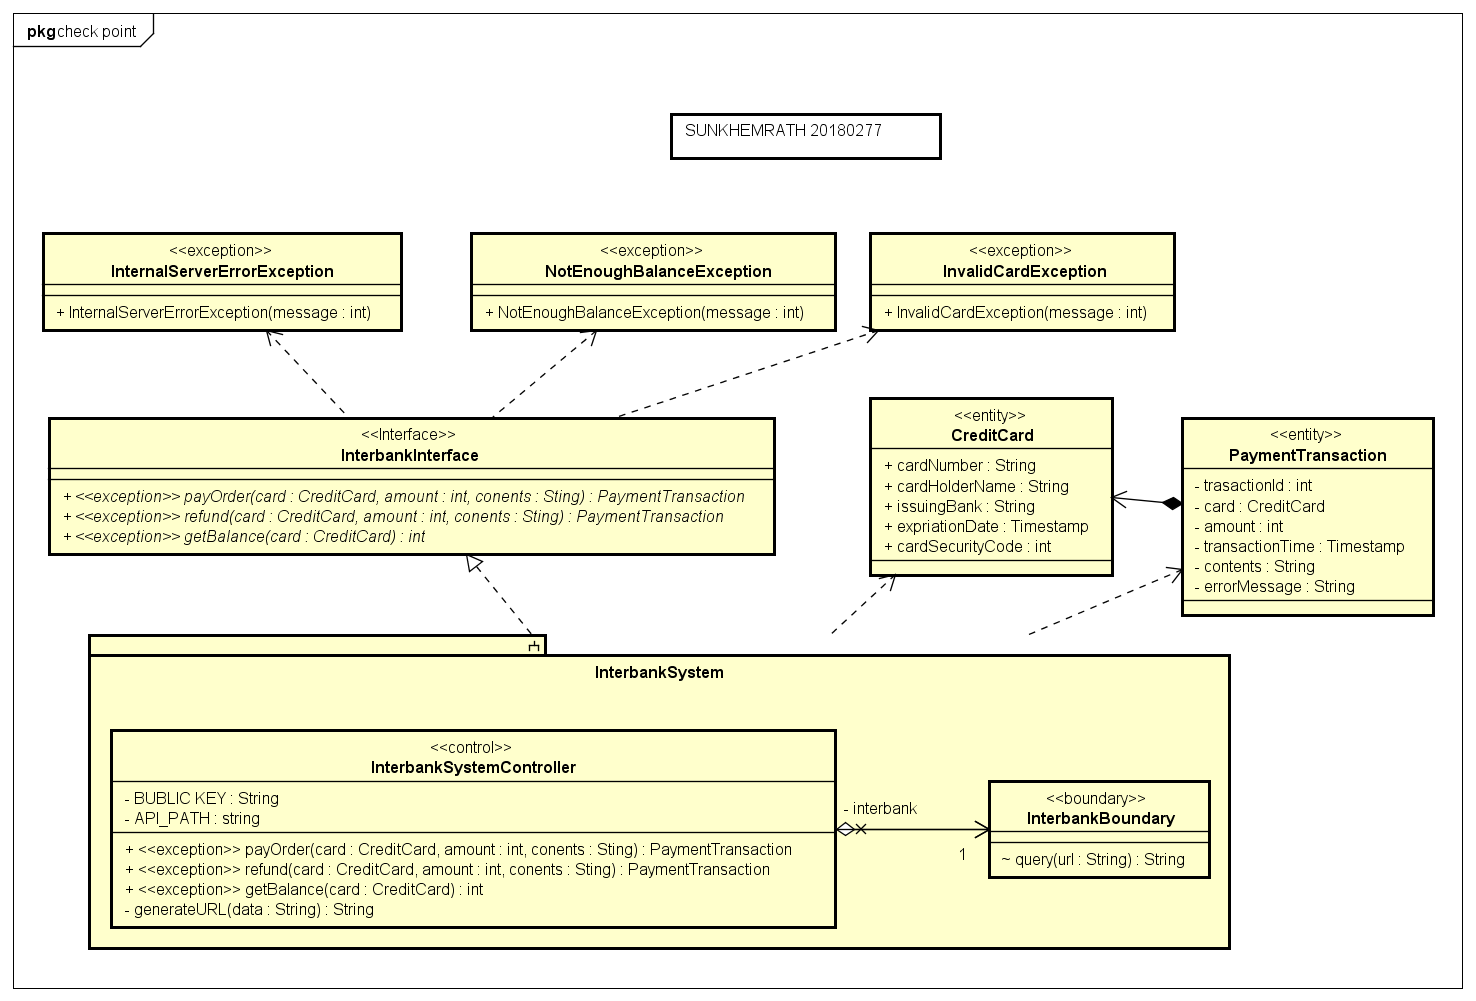 pkg check point
SUNKHEMRATH 20180277
<<exception>>
InternalServerErrorException
+ InternalServerErrorException(message : int)
<<exception>>
NotEnoughBalanceException
+ NotEnoughBalanceException(message : int)
<<exception>>
InvalidCardException
+ InvalidCardException(message : int)
<<Interface>>
InterbankInterface
+ <<exception>> payOrder(card : CreditCard, amount : int, conents : Sting) : PaymentTransaction
+ <<exception>> refund(card : CreditCard, amount : int, conents : Sting) : PaymentTransaction
+ <<exception>> getBalance(card : CreditCard) : int
<<entity>>
CreditCard
+ cardNumber : String
+ cardHolderName : String
+ issuingBank : String
+ expriationDate : Timestamp
+ cardSecurityCode : int
<<entity>>
PaymentTransaction
- trasactionId : int
- card : CreditCard
- amount : int
- transactionTime : Timestamp
- contents : String
- errorMessage : String
InterbankSystem
<<control>>
InterbankSystemController
- BUBLIC KEY : String
- API_PATH : string
+ <<exception>> payOrder(card : CreditCard, amount : int, conents : Sting) : PaymentTransaction
+ <<exception>> refund(card : CreditCard, amount : int, conents : Sting) : PaymentTransaction
+ <<exception>> getBalance(card : CreditCard) : int
- generateURL(data : String) : String
- interbank
1
<<boundary>>
InterbankBoundary
~ query(url : String) : String